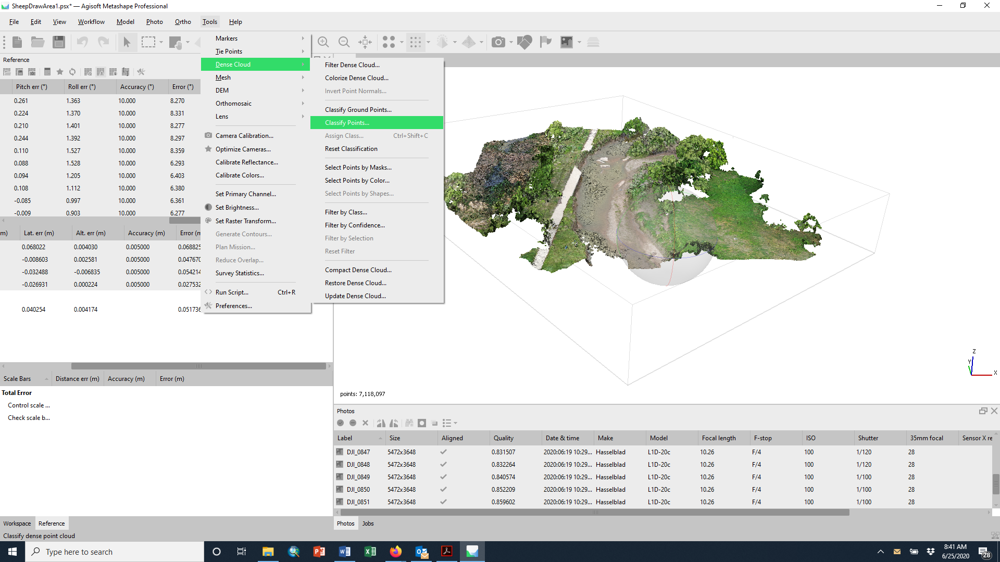 SheepDrawArea1.psx* — Agisoft Metashape Professional
File Edit View Workflow Model Photo Ortho Tools Help
Reference
Pitch err (°) Roll err (°) Accuracy (°) Error (°)
0.261 1.363 10.000 8.270
0.224 1.370 10.000 8.331
0.210 1.401 10.000 8.277
0.244 1.392 10.000 8.297
0.110 1.527 10.000 8.359
0.088 1.528 10.000 6.293
0.094 1.205 10.000 6.403
0.108 1.112 10.000 6.380
-0.085 0.997 10.000 6.361
-0.009 0.903 10.000 6.277
m) Lat. err (m) Alt. err (m) Accuracy (m) Error (m
0.068022 0.004030 0.005000 0.068825
-0.008603 0.002581 0.005000 0.047670
-0.032488 -0.006835 0.005000 0.054214
-0.026931 0.000224 0.005000 0.027532
0.040254 0.004174 0.051736
Scale Bars Distance err (m) Accuracy (m) Error (m)
Total Error
Control scale ...
Check scale b...
Workspace Reference
Classify dense point cloud
Markers
Tie Points
Dense Cloud
Mesh
DEM
Orthomosaic
Lens
Camera Calibration...
Optimize Cameras...
Calibrate Reflectance...
Calibrate Colors...
Set Primary Channel...
Set Brightness...
Set Raster Transform...
Generate Contours...
Plan Mission...
Reduce Overlap...
Survey Statistics...
Run Script... Ctrl+R
Preferences...
Filter Dense Cloud...
Colorize Dense Cloud...
Invert Point Normals...
Classify Ground Points...
Classify Points...
Assign Class... Ctrl+Shift+C
Reset Classification
Select Points by Masks...
Select Points by Color...
Select Points by Shapes...
Filter by Class...
Filter by Confidence...
Filter by Selection
Reset Filter
Compact Dense Cloud...
Restore Dense Cloud...
Update Dense Cloud...
Z
Y
X
points: 7,118,097
Photos
Label Size Aligned Quality Date & time Make Model Focal length F-stop ISO Shutter 35mm focal Sensor X re
DJI_0847 5472x3648 0.831507 2020:06:19 10:29... Hasselblad L1D-20c 10.26 F/4 100 1/120 28
DJI_0848 5472x3648 0.832264 2020:06:19 10:29... Hasselblad L1D-20c 10.26 F/4 100 1/120 28
DJI_0849 5472x3648 0.840574 2020:06:19 10:29... Hasselblad L1D-20c 10.26 F/4 100 1/100 28
DJI_0850 5472x3648 0.852209 2020:06:19 10:29... Hasselblad L1D-20c 10.26 F/4 100 1/100 28
DJI_0851 5472x3648 0.859602 2020:06:19 10:29... Hasselblad L1D-20c 10.26 F/4 100 1/100 28
Photos Jobs
Type here to search
8:41 AM
6/25/2020
28